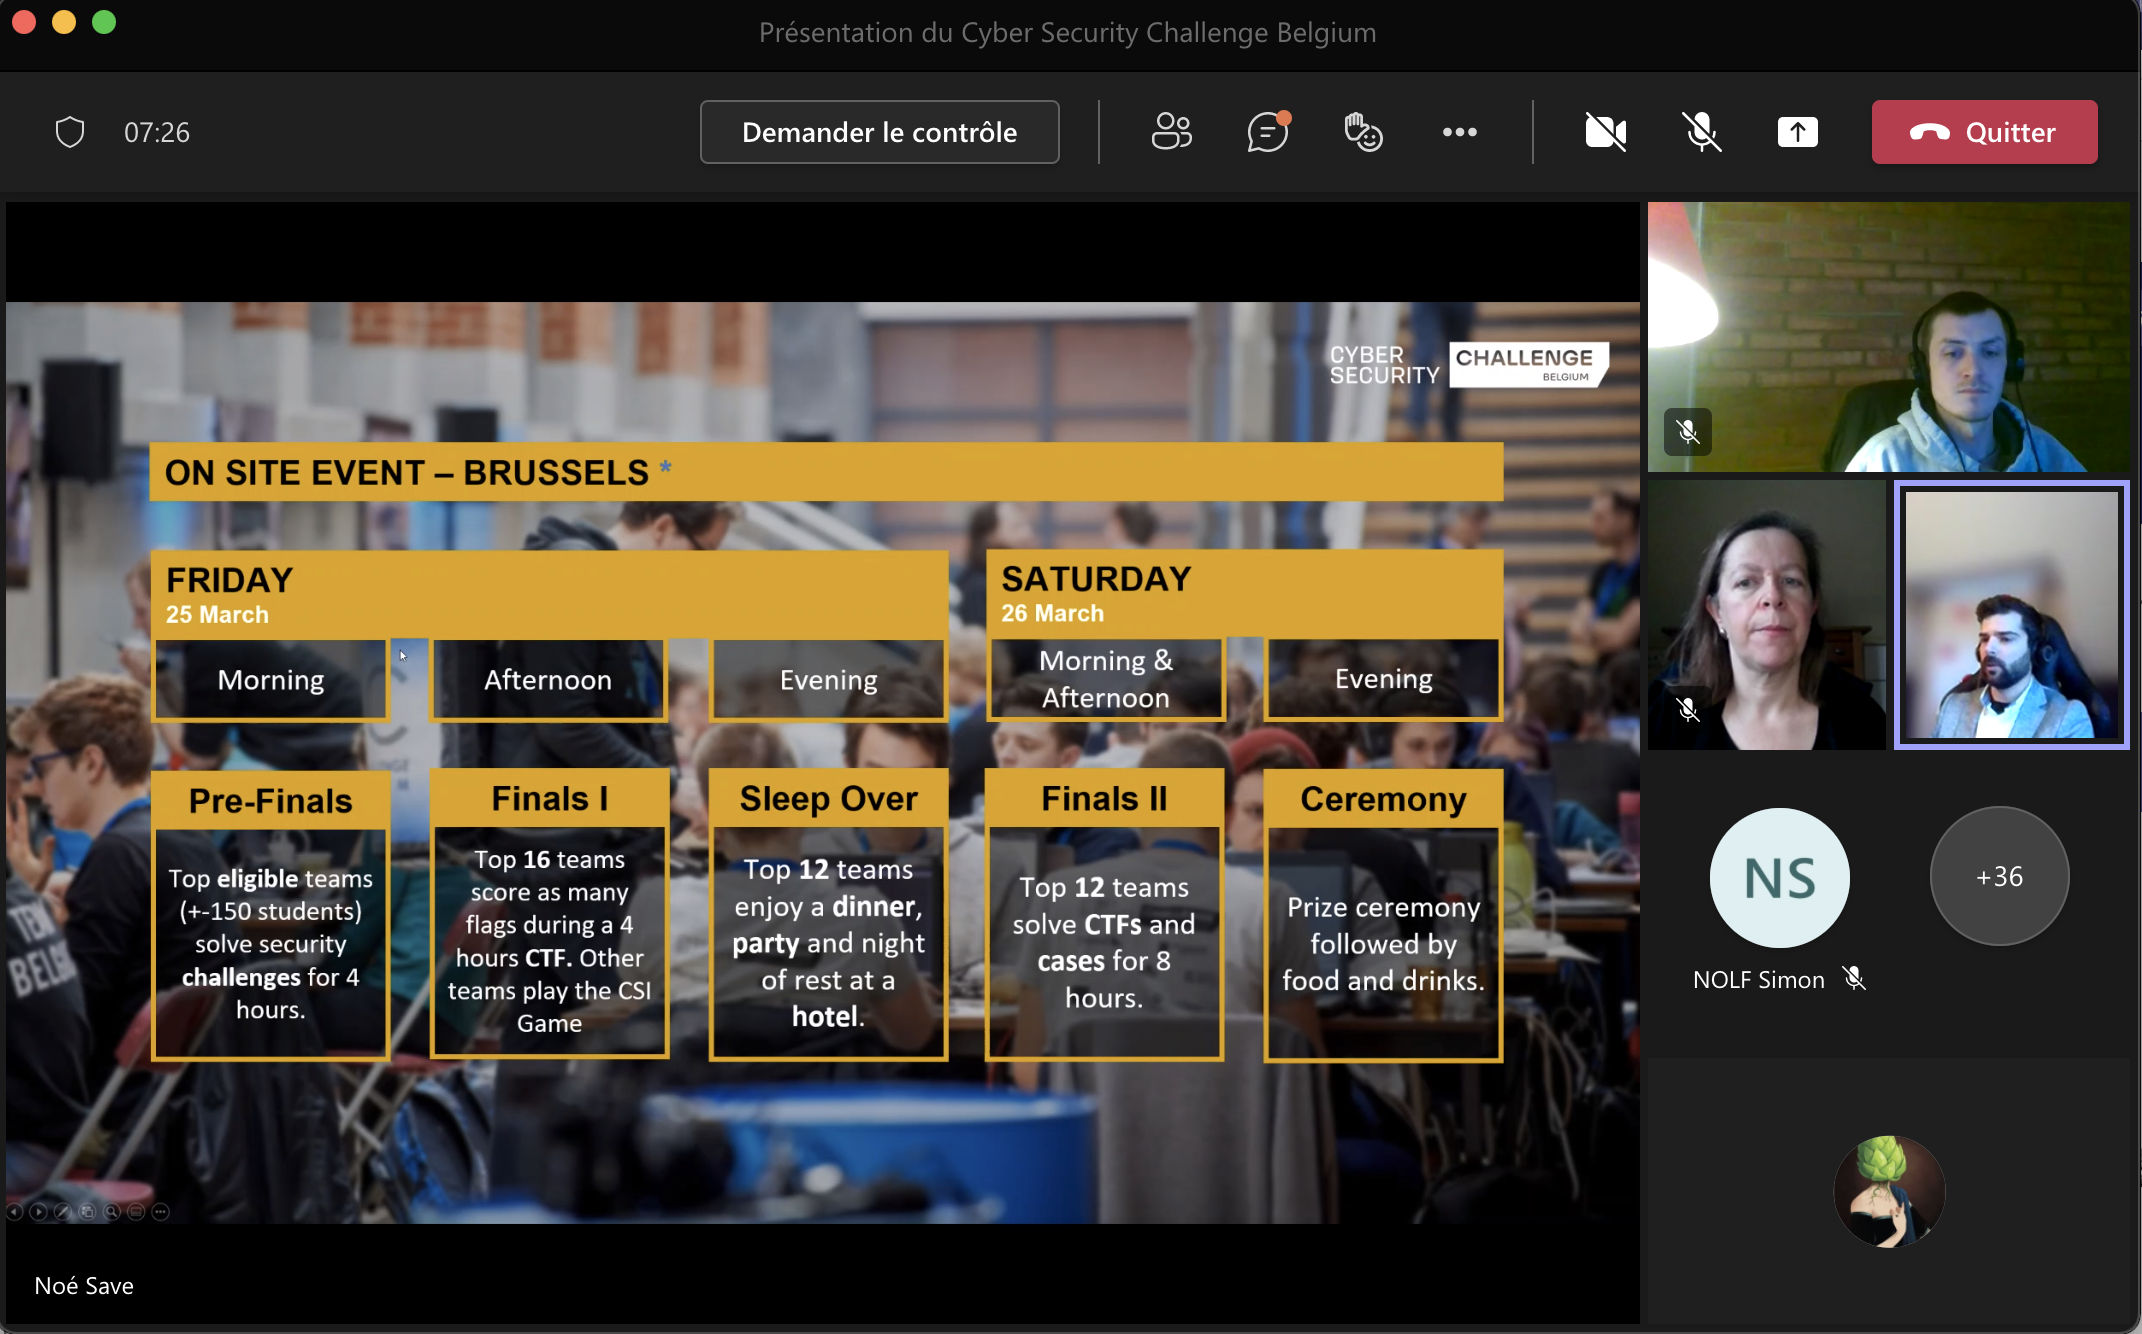 Présentation du Cyber Security Challenge Belgium
07:26
Demander le contrôle
Quitter
CYBER
SECURITY
CHALLENGE
BELGIUM
ON SITE EVENT – BRUSSELS *
FRIDAY
25 March
Morning
Afternoon
Evening
SATURDAY
26 March
Morning &
Afternoon
Evening
Pre-Finals
Top eligible teams
(+-150 students)
solve security
challenges for 4
hours.
Finals I
Top 16 teams
score as many
flags during a 4
hours CTF. Other
teams play the CSI
Game
Sleep Over
Top 12 teams
enjoy a dinner,
party and night
of rest at a
hotel.
Finals II
Top 12 teams
solve CTFs and
cases for 8
hours.
Ceremony
Prize ceremony
followed by
food and drinks.
NS
+36
NOLF Simon
Noé Save